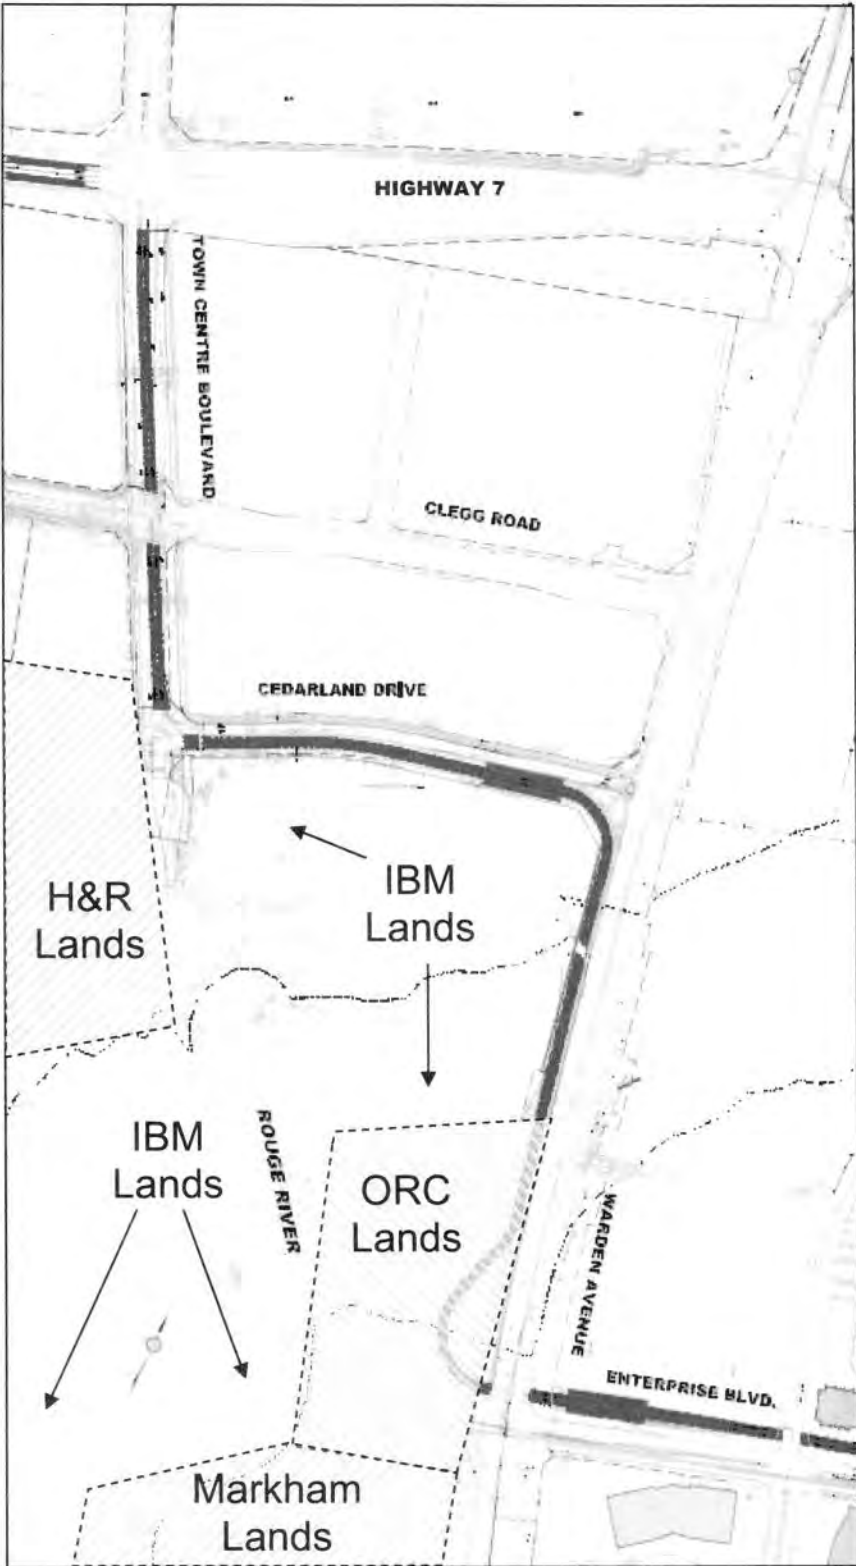 HIGHWAY 7
TOWN CENTRE BOULEVARD
CLEGG ROAD
CEDARLAND DRIVE
IBM
Lands
H&R
Lands
IBM
Lands
ROUGE RIVER
ORC
Lands
WARDEN AVENUE
ENTERPRISE BLVD.
Markham
Lands